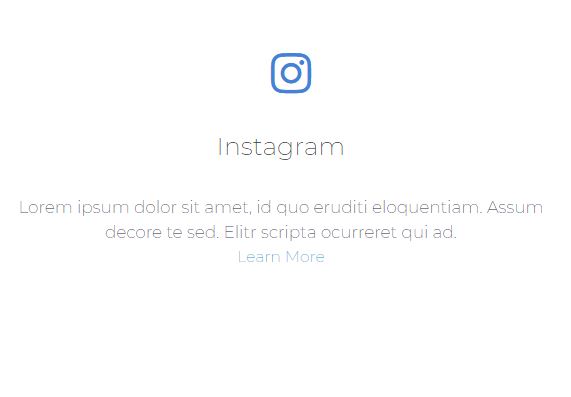 Instagram
Lorem ipsum dolor sit amet, id quo eruditi eloquentiam. Assum
decore te sed. Elitr scripta ocurreret qui ad.
Learn More